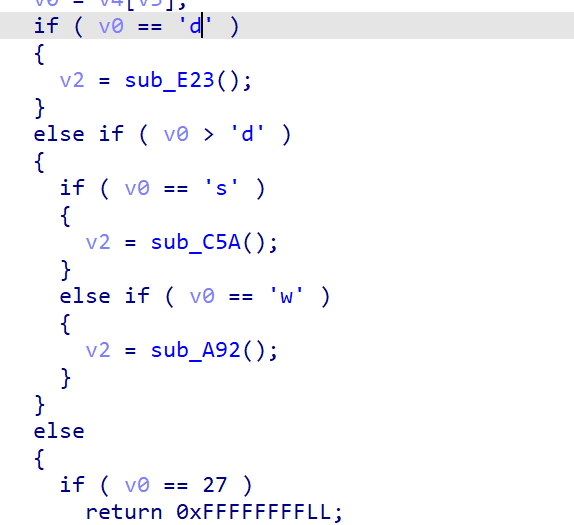 v0 = v4[v5];
if ( v0 == 'd' )
{
v2 = sub_E23();
}
else if ( v0 > 'd' )
{
if ( v0 == 's' )
{
v2 = sub_C5A();
}
else if ( v0 == 'w' )
{
v2 = sub_A92();
}
}
else
{
if ( v0 == 27 )
return 0xFFFFFFFFLL;